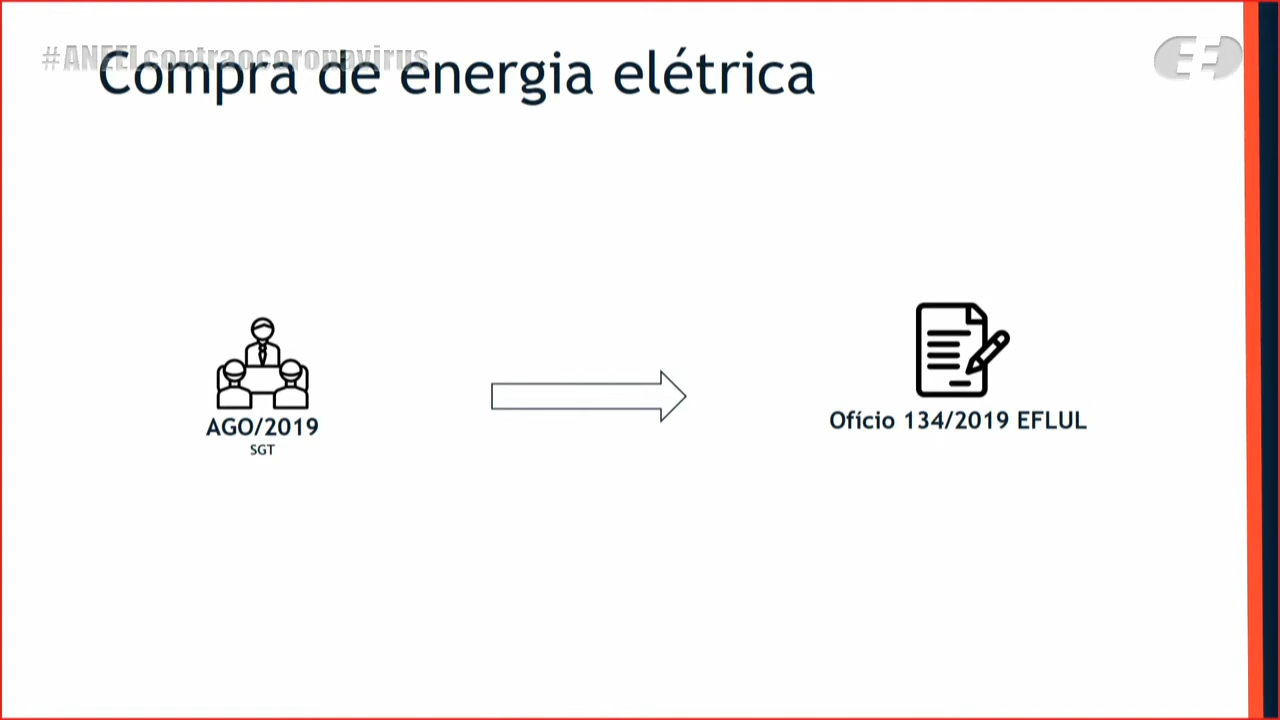 #ANEELcontraocoronavirus
Compra de energia elétrica
AGO/2019
SGT
Ofício 134/2019 EFLUL